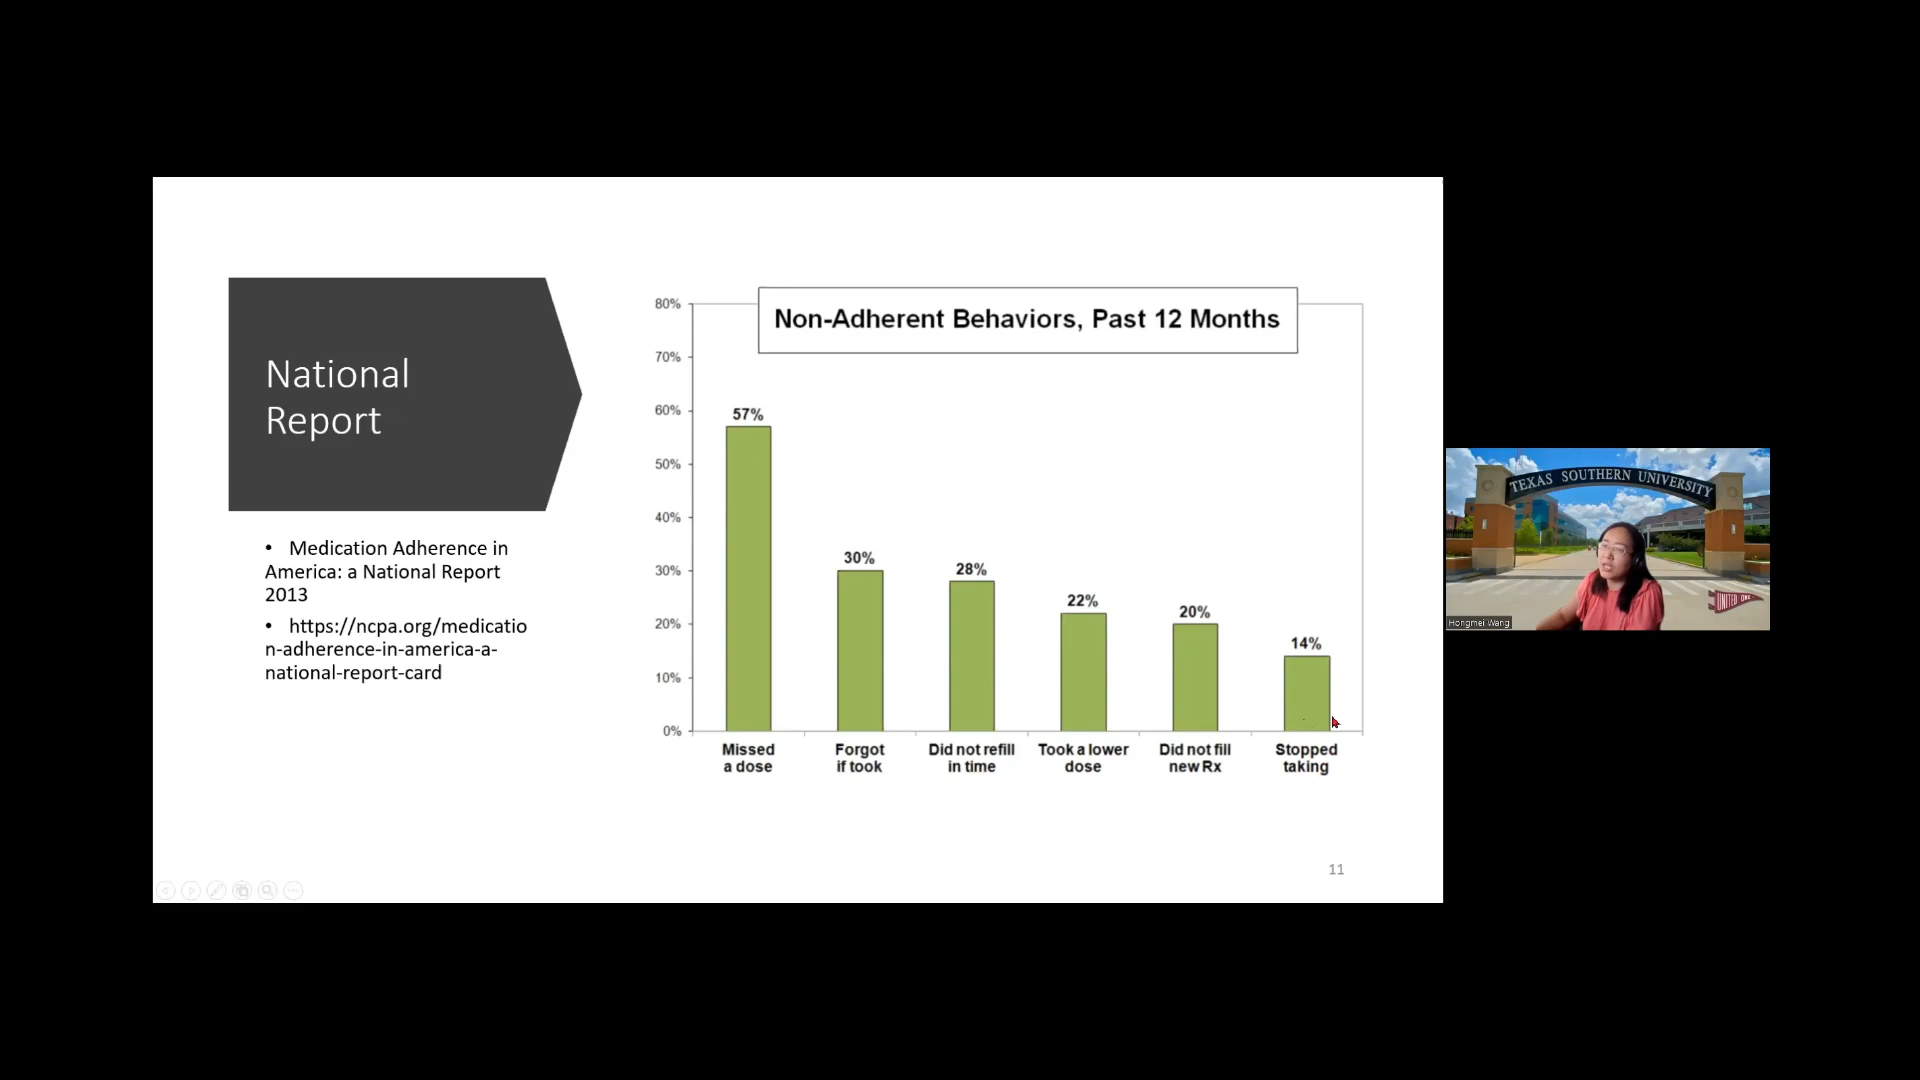 National
Report
• Medication Adherence in
America: a National Report
2013
• https://ncpa.org/medicatio
n-adherence-in-america-a-
national-report-card
Non-Adherent Behaviors, Past 12 Months
80%
70%
60%
50%
40%
30%
20%
10%
0%
57%
30%
28%
22%
20%
14%
Missed
a dose
Forgot
if took
Did not refill
in time
Took a lower
dose
Did not fill
new Rx
Stopped
taking
11
TEXAS SOUTHERN UNIVERSITY
UNITED ONE
Hongmei Wang